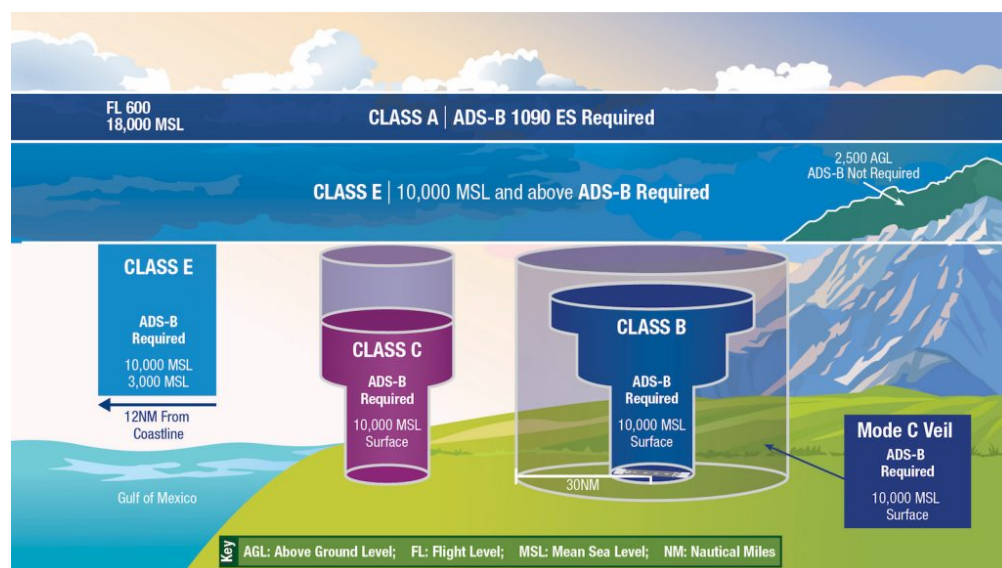 FL 600
18,000 MSL
CLASS A | ADS-B 1090 ES Required
2,500 AGL
ADS-B Not Required
CLASS E | 10,000 MSL and above ADS-B Required
CLASS E
ADS-B
Required
10,000 MSL
3,000 MSL
12NM From
Coastline
Gulf of Mexico
CLASS C
ADS-B
Required
10,000 MSL
Surface
CLASS B
ADS-B
Required
10,000 MSL
Surface
30NM
Mode C Veil
ADS-B
Required
10,000 MSL
Surface
Key
AGL: Above Ground Level; FL: Flight Level; MSL: Mean Sea Level; NM: Nautical Miles